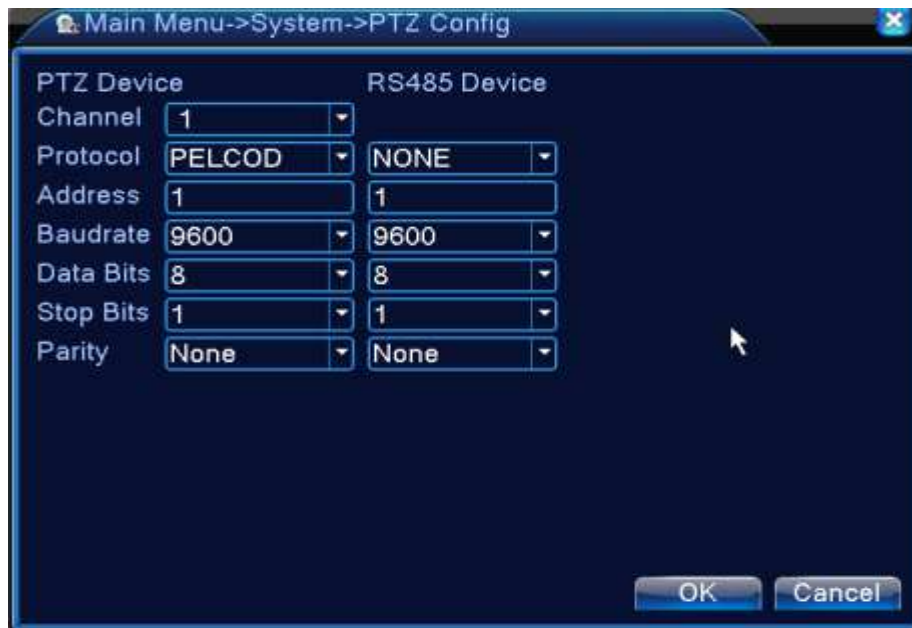 Main Menu->System->PTZ Config
PTZ Device RS485 Device
Channel 1
Protocol PELCOD NONE
Address 1 1
Baudrate 9600 9600
Data Bits 8 8
Stop Bits 1 1
Parity None None
OK Cancel